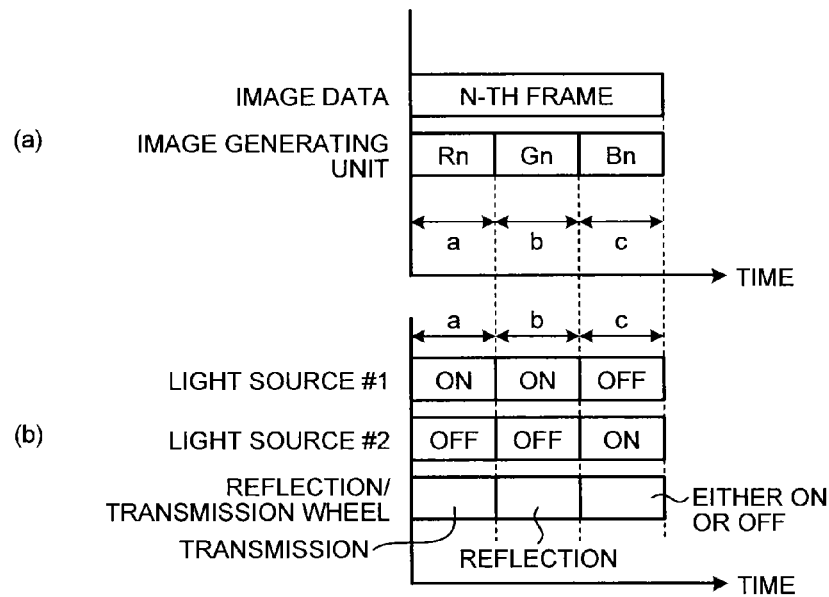 IMAGE DATA
N-TH FRAME
(a)
IMAGE GENERATING
UNIT
Rn
Gn
Bn
a
b
c
TIME
a
b
c
LIGHT SOURCE #1
ON
ON
OFF
(b)
LIGHT SOURCE #2
OFF
OFF
ON
REFLECTION/
TRANSMISSION WHEEL
EITHER ON
OR OFF
TRANSMISSION
REFLECTION
TIME